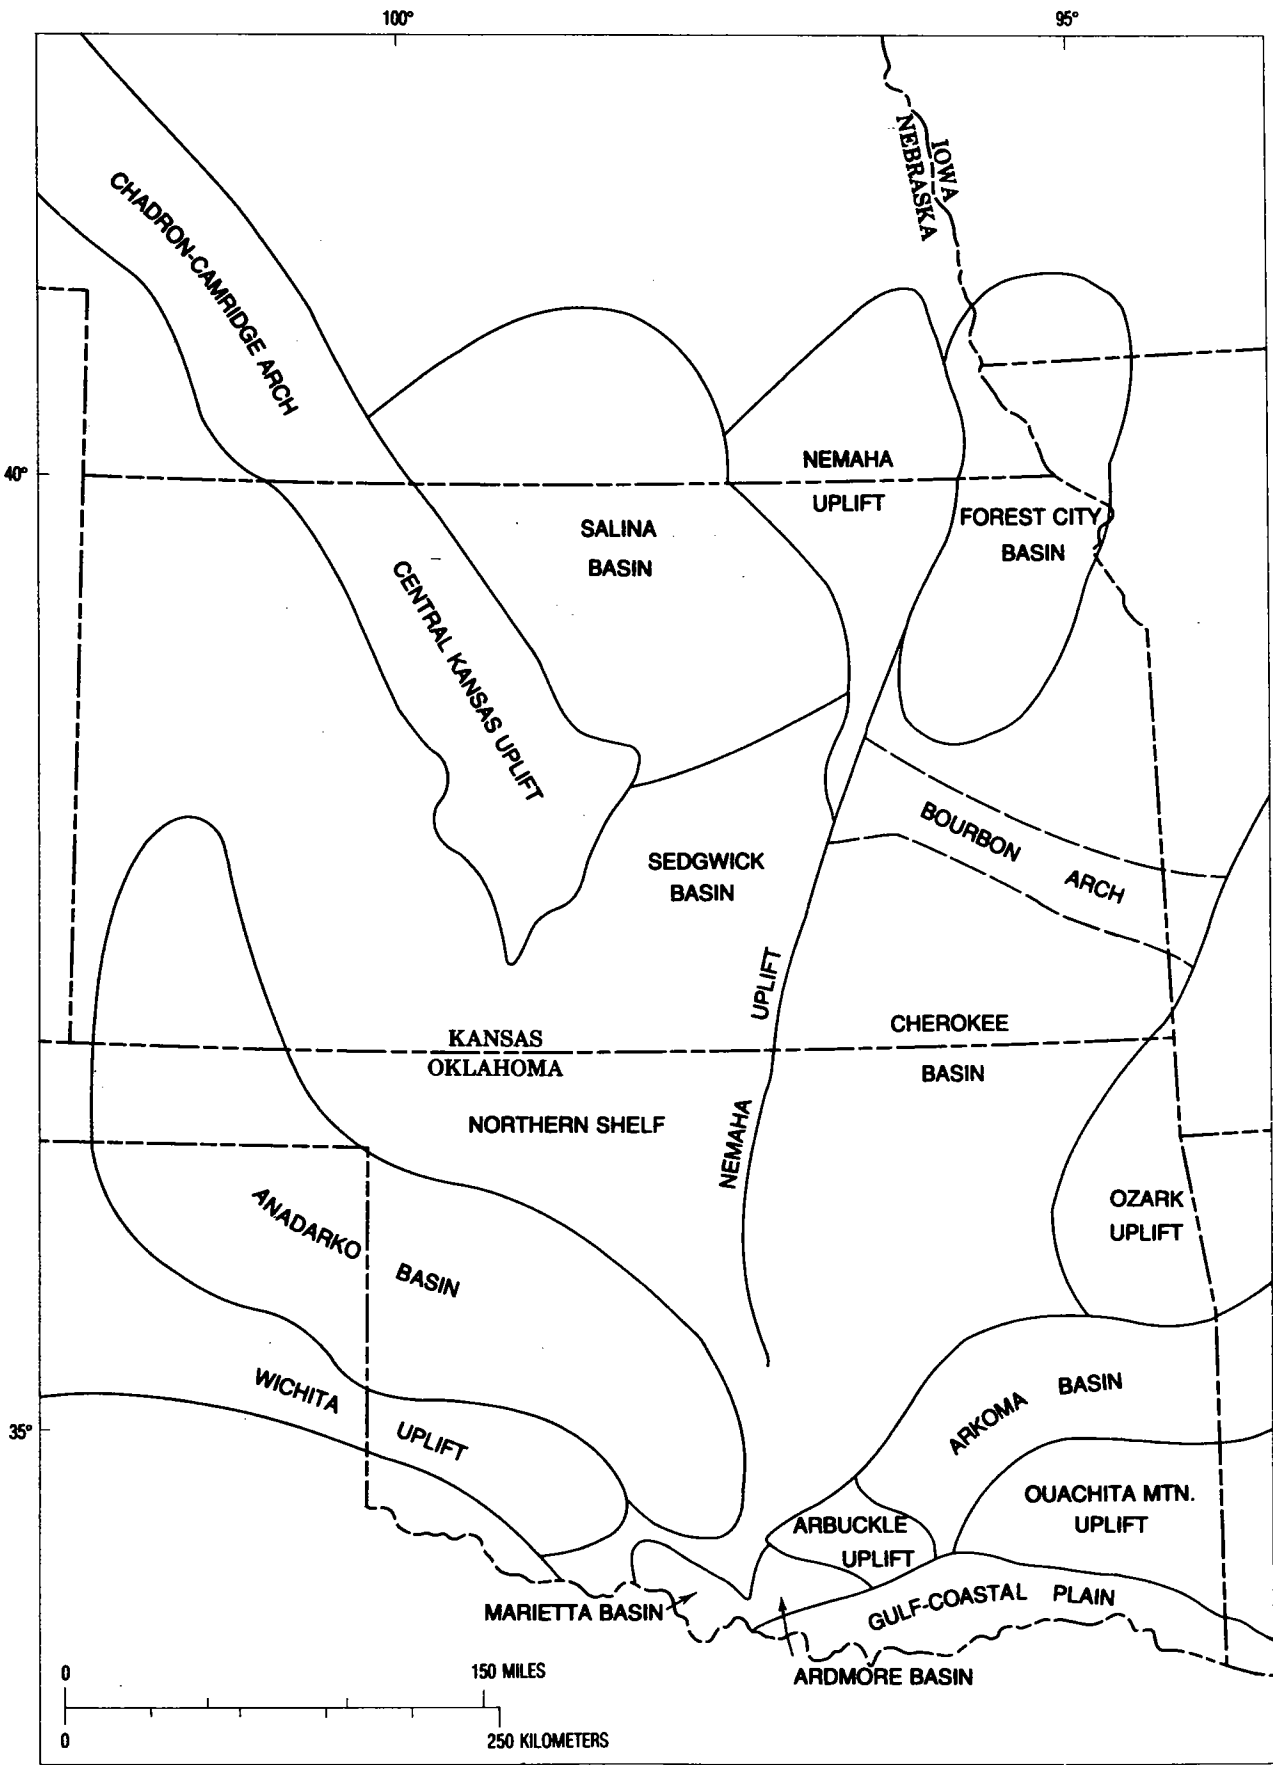 100°
95°
IOWA
NEBRASKA
CHADRON-CAMRIDGE ARCH
40°
NEMAHA
UPLIFT
SALINA
BASIN
FOREST CITY
BASIN
CENTRAL KANSAS UPLIFT
BOURBON
ARCH
SEDGWICK
BASIN
NEMAHA UPLIFT
CHEROKEE
BASIN
KANSAS
OKLAHOMA
NORTHERN SHELF
OZARK
UPLIFT
ANADARKO
BASIN
WICHITA
UPLIFT
35°
ARKOMA BASIN
OUACHITA MTN.
UPLIFT
ARBUCKLE
UPLIFT
GULF-COASTAL PLAIN
MARIETTA BASIN
ARDMORE BASIN
0
150 MILES
0
250 KILOMETERS